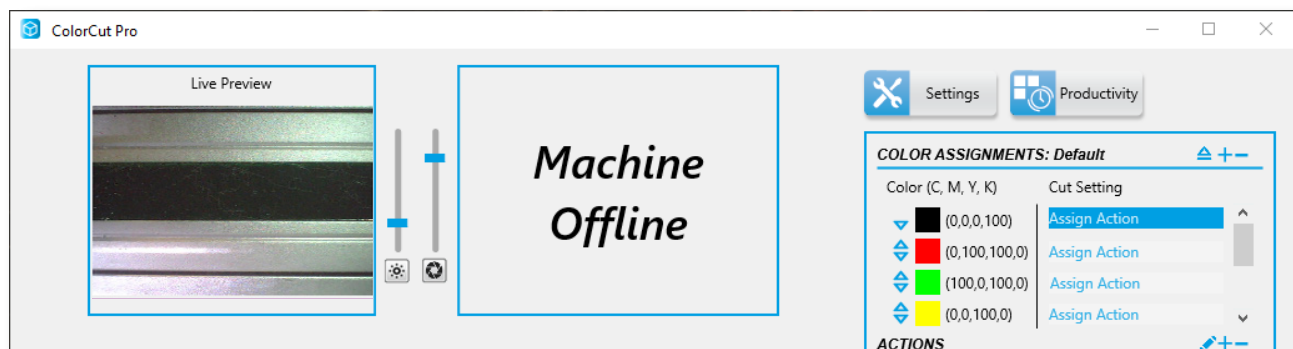 ColorCut Pro
Live Preview
Machine
Offline
Settings
Productivity
COLOR ASSIGNMENTS: Default
Color (C, M, Y, K)
Cut Setting
(0,0,0,100)
Assign Action
(0,100,100,0)
Assign Action
(100,0,100,0)
Assign Action
(0,0,100,0)
Assign Action
ACTIONS